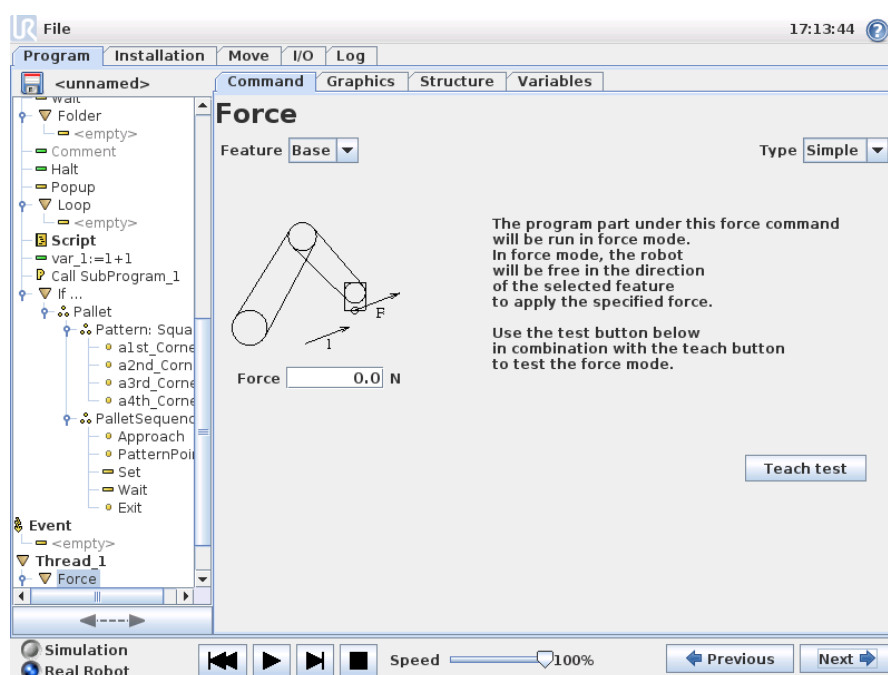 UR File 17:13:44 ?
Program Installation Move I/O Log
<unnamed> Command Graphics Structure Variables
Wait
Folder
<empty>
Comment
Halt
Popup
Loop
<empty>
Script
var_1:=1+1
Call SubProgram_1
If ...
Pallet
Pattern: Squa
a1st_Corne
a2nd_Corn
a3rd_Corne
a4th_Corne
PalletSequenc
Approach
PatternPoi
Set
Wait
Exit
Event
<empty>
Thread_1
Force
Force
Feature Base Type Simple
F
1
Force 0.0 N
The program part under this force command
will be run in force mode.
In force mode, the robot
will be free in the direction
of the selected feature
to apply the specified force.
Use the test button below
in combination with the teach button
to test the force mode.
Teach test
Simulation
Real Robot
Speed 100%
Previous Next